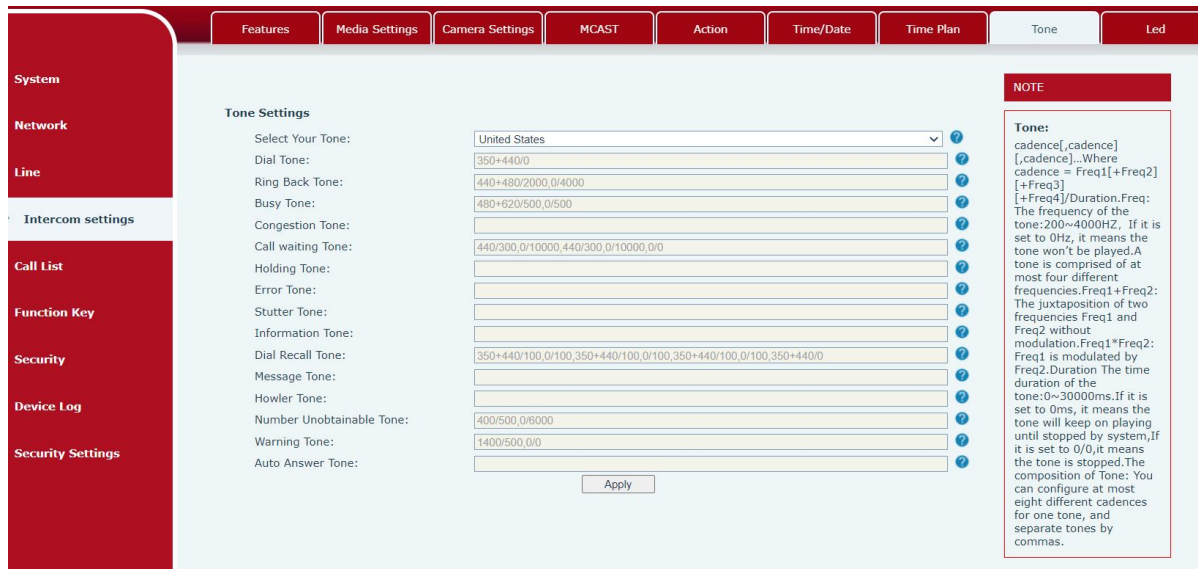 Features
Media Settings
Camera Settings
MCAST
Action
Time/Date
Time Plan
Tone
Led
System
Network
Line
Intercom settings
Call List
Function Key
Security
Device Log
Security Settings
Tone Settings
Select Your Tone: United States
Dial Tone: 350+440/0
Ring Back Tone: 440+480/2000,0/4000
Busy Tone: 480+620/500,0/500
Congestion Tone:
Call waiting Tone: 440/300,0/10000,440/300,0/10000,0/0
Holding Tone:
Error Tone:
Stutter Tone:
Information Tone:
Dial Recall Tone: 350+440/100,0/100,350+440/100,0/100,350+440/100,0/100,350+440/0
Message Tone:
Howler Tone:
Number Unobtainable Tone: 400/500,0/6000
Warning Tone: 1400/500,0/0
Auto Answer Tone:
Apply
NOTE
Tone:
cadence[,cadence]
[,cadence]...Where
cadence = Freq1[+Freq2]
[+Freq3]
[+Freq4]/Duration.Freq:
The frequency of the
tone:200~4000HZ, If it is
set to 0Hz, it means the
tone won't be played.A
tone is comprised of at
most four different
frequencies.Freq1+Freq2:
The juxtaposition of two
frequencies Freq1 and
Freq2 without
modulation.Freq1*Freq2:
Freq1 is modulated by
Freq2.Duration The time
duration of the
tone:0~30000ms.If it is
set to 0ms, it means the
tone will keep on playing
until stopped by system,If
it is set to 0/0,it means
the tone is stopped.The
composition of Tone: You
can configure at most
eight different cadences
for one tone, and
separate tones by
commas.